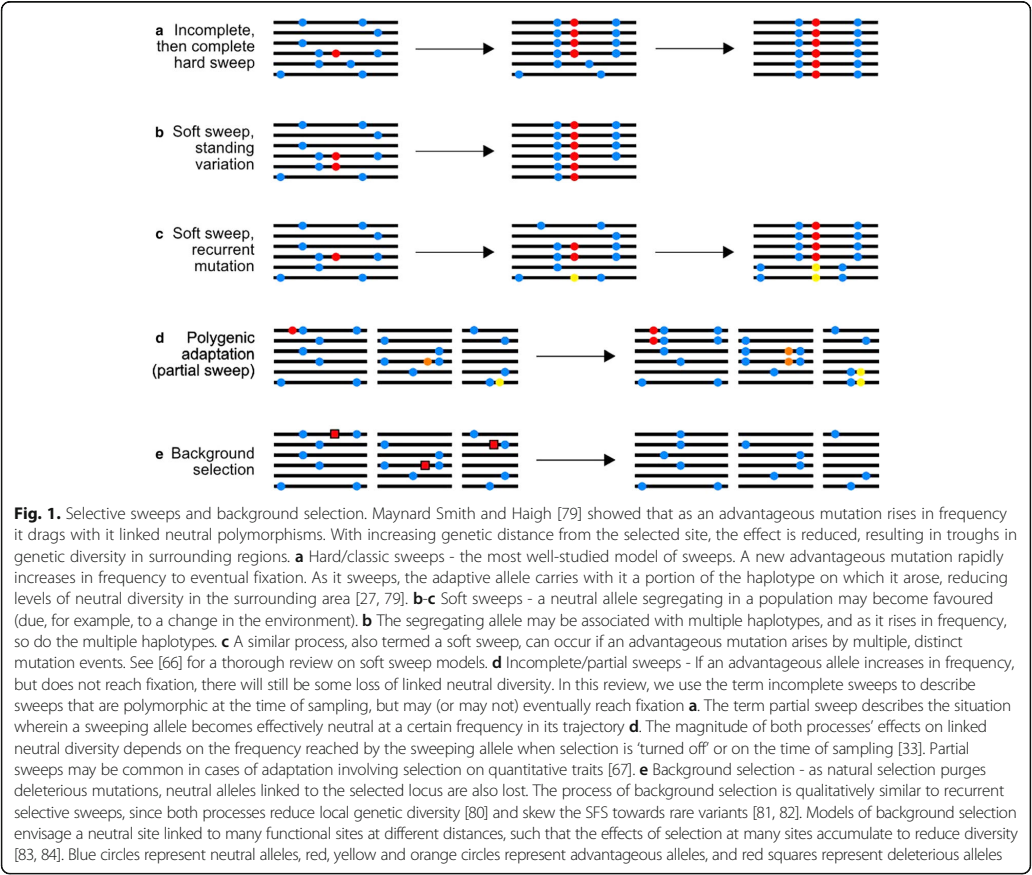 a Incomplete,
then complete
hard sweep
b Soft sweep,
standing
variation
c Soft sweep,
recurrent
mutation
d Polygenic
adaptation
(partial sweep)
e Background
selection
Fig. 1. Selective sweeps and background selection. Maynard Smith and Haigh [79] showed that as an advantageous mutation rises in frequency
it drags with it linked neutral polymorphisms. With increasing genetic distance from the selected site, the effect is reduced, resulting in troughs in
genetic diversity in surrounding regions. a Hard/classic sweeps - the most well-studied model of sweeps. A new advantageous mutation rapidly
increases in frequency to eventual fixation. As it sweeps, the adaptive allele carries with it a portion of the haplotype on which it arose, reducing
levels of neutral diversity in the surrounding area [27, 79]. b-c Soft sweeps - a neutral allele segregating in a population may become favoured
(due, for example, to a change in the environment). b The segregating allele may be associated with multiple haplotypes, and as it rises in frequency,
so do the multiple haplotypes. c A similar process, also termed a soft sweep, can occur if an advantageous mutation arises by multiple, distinct
mutation events. See [66] for a thorough review on soft sweep models. d Incomplete/partial sweeps - If an advantageous allele increases in frequency,
but does not reach fixation, there will still be some loss of linked neutral diversity. In this review, we use the term incomplete sweeps to describe
sweeps that are polymorphic at the time of sampling, but may (or may not) eventually reach fixation a. The term partial sweep describes the situation
wherein a sweeping allele becomes effectively neutral at a certain frequency in its trajectory d. The magnitude of both processes' effects on linked
neutral diversity depends on the frequency reached by the sweeping allele when selection is 'turned off' or on the time of sampling [33]. Partial
sweeps may be common in cases of adaptation involving selection on quantitative traits [67]. e Background selection - as natural selection purges
deleterious mutations, neutral alleles linked to the selected locus are also lost. The process of background selection is qualitatively similar to recurrent
selective sweeps, since both processes reduce local genetic diversity [80] and skew the SFS towards rare variants [81, 82]. Models of background selection
envisage a neutral site linked to many functional sites at different distances, such that the effects of selection at many sites accumulate to reduce diversity
[83, 84]. Blue circles represent neutral alleles, red, yellow and orange circles represent advantageous alleles, and red squares represent deleterious alleles